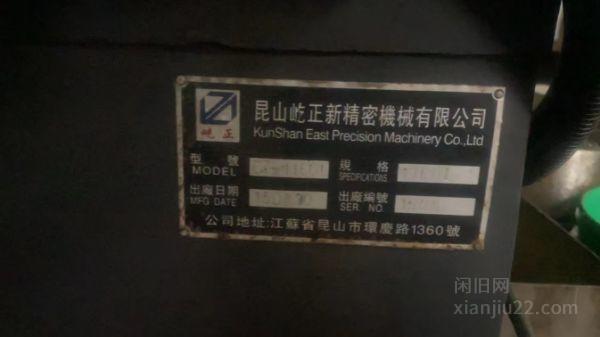 屹正
昆山屹正新精密機械有限公司
KunShan East Precision Machinery Co.,Ltd
型號
MODEL
規格
SPECIFICATIONS
出廠日期
MFG DATE
出廠編號
SER. NO.
公司地址:江蘇省昆山市環慶路1360號
闲旧网
xianjiu22.com